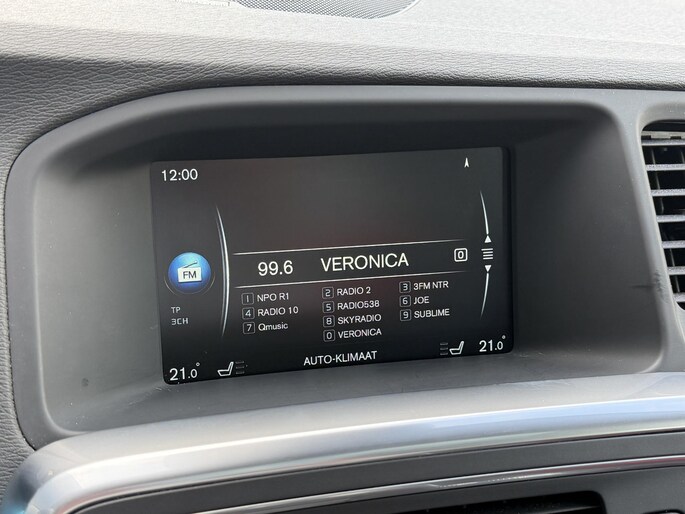 12:00
FM
99.6 VERONICA 0
1 NPO R1 2 RADIO 2 3 3FM NTR
4 RADIO 10 5 RADIO538 6 JOE
7 Qmusic 8 SKYRADIO 9 SUBLIME
0 VERONICA
TP
3CH
AUTO-KLIMAAT
21.0° 21.0°